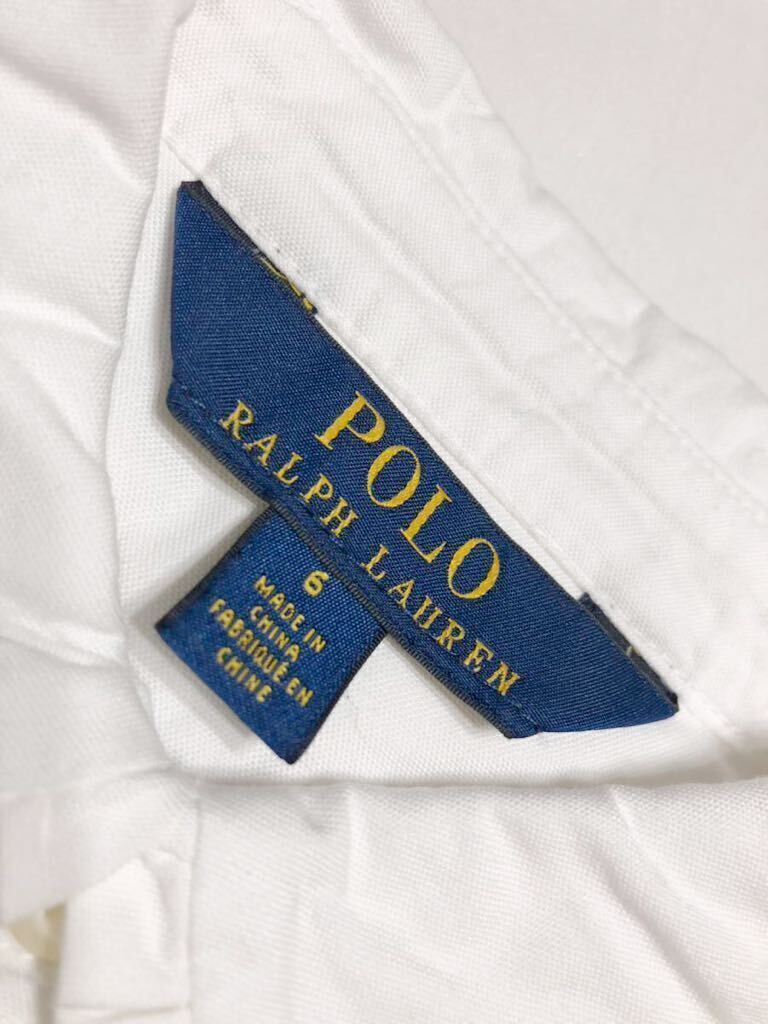 POLO
RALPH LAUREN
6
MADE IN
CHINA
FABRIQUÉ EN
CHINE